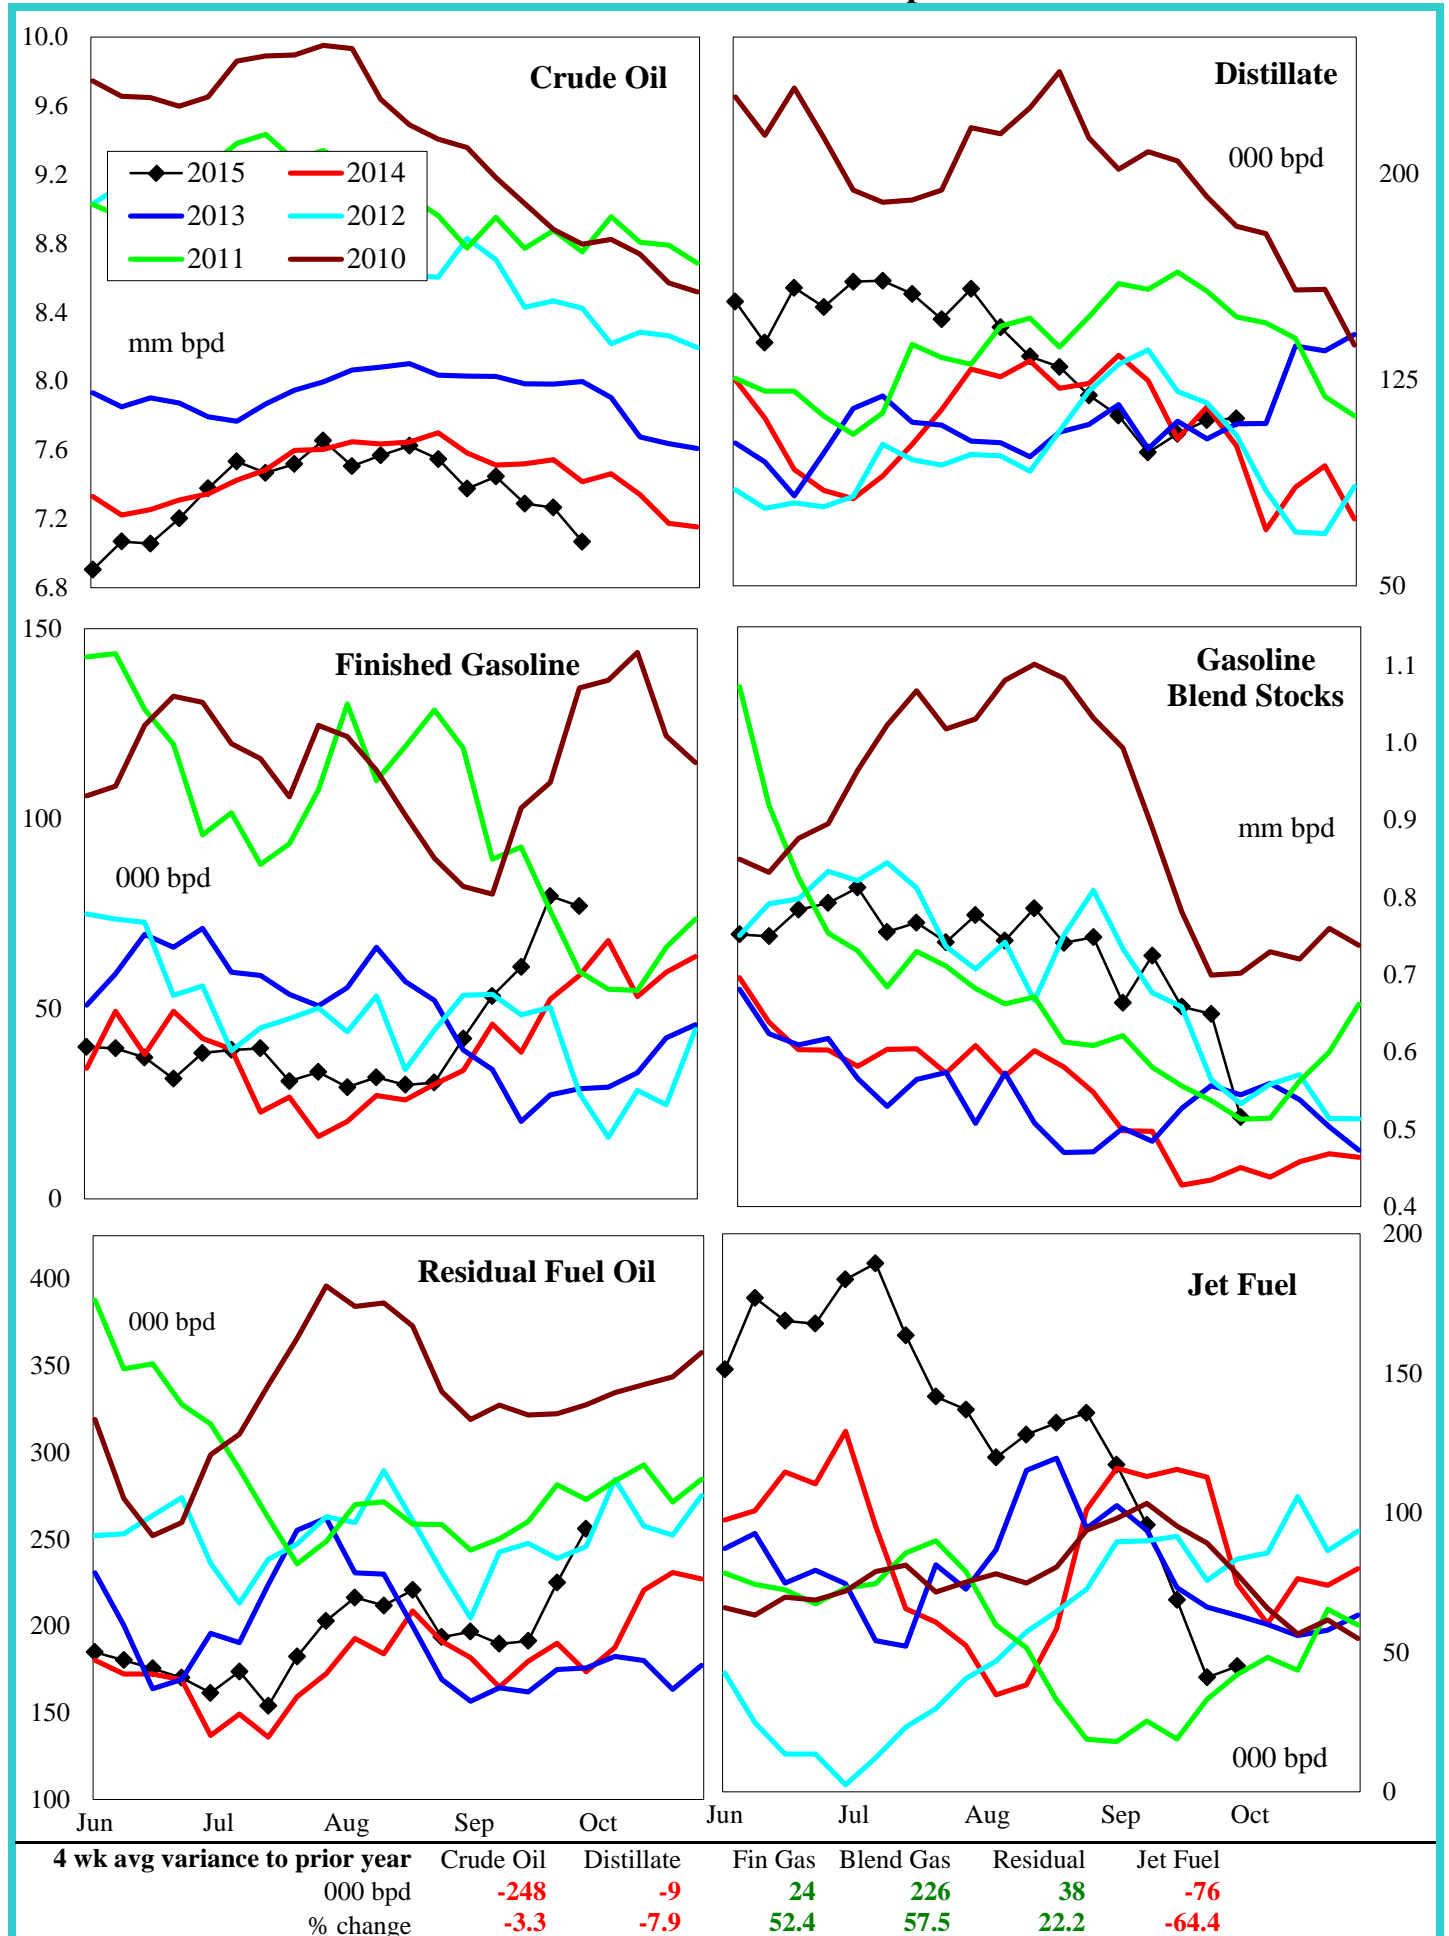 Crude Oil
10.0
9.6
9.2
8.8
8.4
8.0
7.6
7.2
6.8
2015 2014
2013 2012
2011 2010
mm bpd
Distillate
000 bpd
200
125
50
Finished Gasoline
150
100
50
0
000 bpd
Gasoline
Blend Stocks
mm bpd
1.1
1.0
0.9
0.8
0.7
0.6
0.5
0.4
Residual Fuel Oil
000 bpd
400
350
300
250
200
150
100
Jun Jul Aug Sep Oct
Jet Fuel
200
150
100
50
0
000 bpd
Jun Jul Aug Sep Oct
4 wk avg variance to prior year Crude Oil Distillate Fin Gas Blend Gas Residual Jet Fuel
000 bpd -248 -9 24 226 38 -76
% change -3.3 -7.9 52.4 57.5 22.2 -64.4